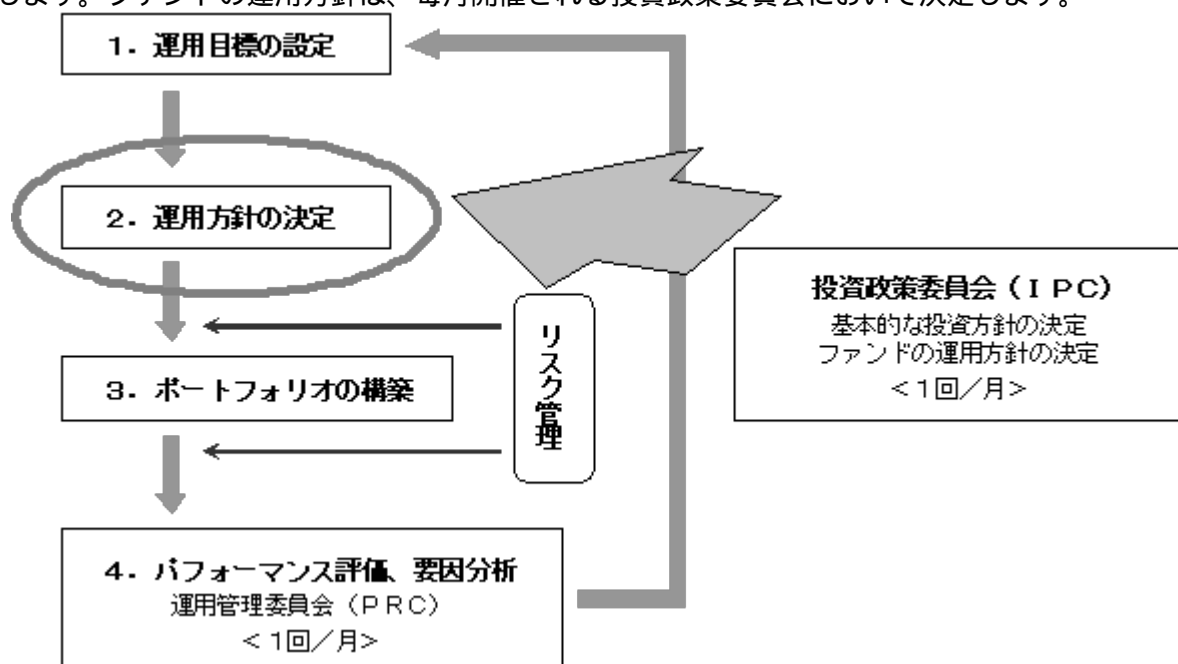 します。ファンドの運用方針は、毎月開催される投資政策委員会において決定します。
1．運用目標の設定
2．運用方針の決定
投資政策委員会（ＩＰＣ）
基本的な投資方針の決定
ファンドの運用方針の決定
＜1回／月＞
リスク管理
3．ポートフォリオの構築
4．パフォーマンス評価、要因分析
運用管理委員会（ＰＲＣ）
＜1回／月＞